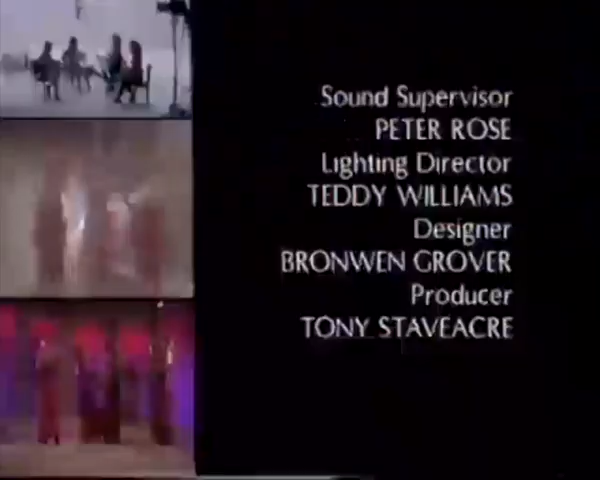 Sound Supervisor
PETER ROSE
Lighting Director
TEDDY WILLIAMS
Designer
BRONWEN GROVER
Producer
TONY STAVEACRE